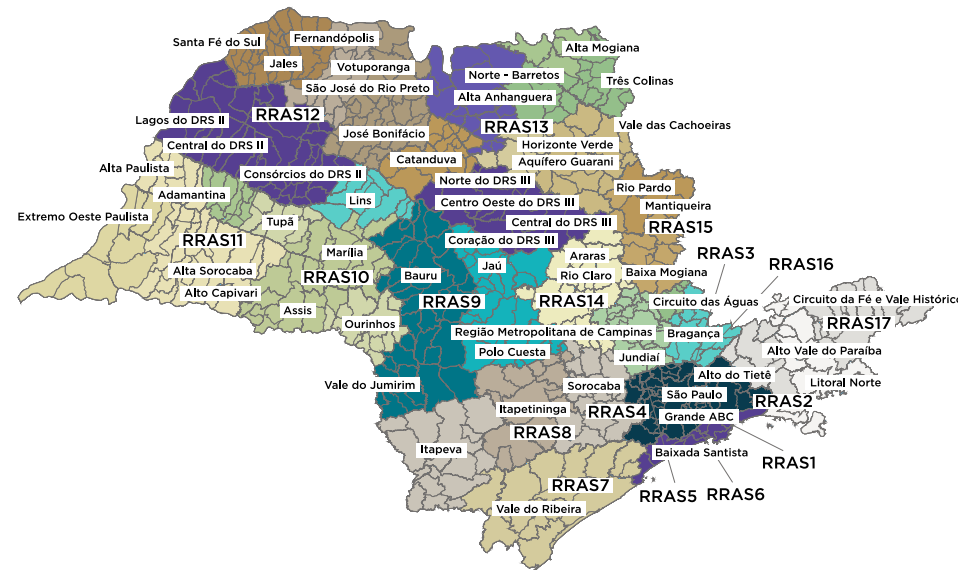 Santa Fé do Sul
Fernandópolis
Jales
Votuporanga
São José do Rio Preto
RRAS12
José Bonifácio
Lagos do DRS II
Central do DRS II
Consórcios do DRS II
Catanduva
Norte - Barretos
Alta Anhanguera
RRAS13
Alta Mogiana
Três Colinas
Vale das Cachoeiras
Horizonte Verde
Aquífero Guarani
Norte do DRS III
Centro Oeste do DRS III
Central do DRS III
Coração do DRS III
Rio Pardo
Mantiqueira
RRAS15
Alta Paulista
Adamantina
Extremo Oeste Paulista
RRAS11
Alta Sorocaba
Alto Capivari
Lins
Tupã
Marília
RRAS10
Assis
Ourinhos
Bauru
Jaú
RRAS9
Polo Cuesta
Vale do Jumirim
Araras
Rio Claro
RRAS14
Baixa Mogiana
Região Metropolitana de Campinas
Circuito das Águas
Bragança
Jundiaí
RRAS3
RRAS16
Circuito da Fé e Vale Históric
RRAS17
Alto Vale do Paraíba
Litoral Norte
Alto do Tietê
São Paulo
RRAS2
Grande ABC
Sorocaba
RRAS4
Itapetininga
RRAS8
Itapeva
Baixada Santista
RRAS1
RRAS5
RRAS6
RRAS7
Vale do Ribeira